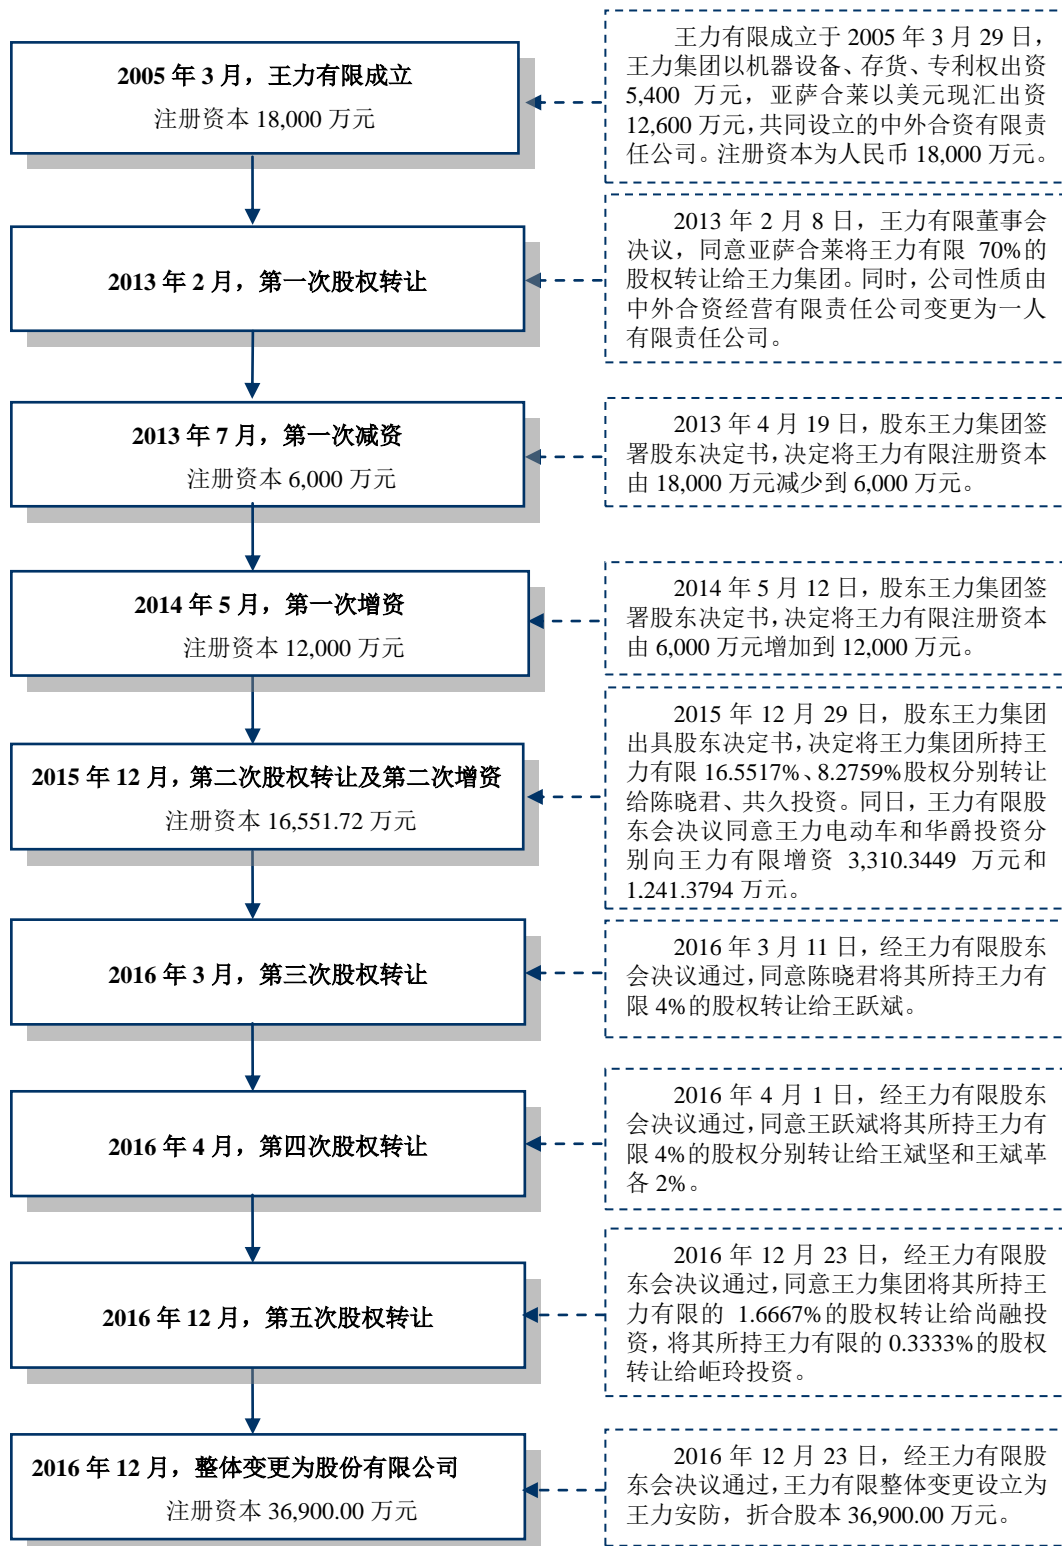 2005 年 3 月，王力有限成立
注册资本 18,000 万元
王力有限成立于 2005 年 3 月 29 日，
王力集团以机器设备、存货、专利权出资
5,400 万元，亚萨合莱以美元现汇出资
12,600 万元，共同设立的中外合资有限责
任公司。注册资本为人民币 18,000 万元。
2013 年 2 月，第一次股权转让
2013 年 2 月 8 日，王力有限董事会
决议，同意亚萨合莱将王力有限 70%的
股权转让给王力集团。同时，公司性质由
中外合资经营有限责任公司变更为一人
有限责任公司。
2013 年 7 月，第一次减资
注册资本 6,000 万元
2013 年 4 月 19 日，股东王力集团签
署股东决定书，决定将王力有限注册资本
由 18,000 万元减少到 6,000 万元。
2014 年 5 月，第一次增资
注册资本 12,000 万元
2014 年 5 月 12 日，股东王力集团签
署股东决定书，决定将王力有限注册资本
由 6,000 万元增加到 12,000 万元。
2015 年 12 月，第二次股权转让及第二次增资
注册资本 16,551.72 万元
2015 年 12 月 29 日，股东王力集团
出具股东决定书，决定将王力集团所持王
力有限 16.5517%、8.2759%股权分别转让
给陈晓君、共久投资。同日，王力有限股
东会决议同意王力电动车和华爵投资分
别向王力有限增资 3,310.3449 万元和
1,241.3794 万元。
2016 年 3 月，第三次股权转让
2016 年 3 月 11 日，经王力有限股东
会决议通过，同意陈晓君将其所持王力有
限 4%的股权转让给王跃斌。
2016 年 4 月，第四次股权转让
2016 年 4 月 1 日，经王力有限股东
会决议通过，同意王跃斌将其所持王力有
限 4%的股权分别转让给王斌坚和王斌革
各 2%。
2016 年 12 月，第五次股权转让
2016 年 12 月 23 日，经王力有限股
东会决议通过，同意王力集团将其所持王
力有限的 1.6667%的股权转让给尚融投
资，将其所持王力有限的 0.3333%的股权
转让给岠玲投资。
2016 年 12 月，整体变更为股份有限公司
注册资本 36,900.00 万元
2016 年 12 月 23 日，经王力有限股
东会决议通过，王力有限整体变更设立为
王力安防，折合股本 36,900.00 万元。